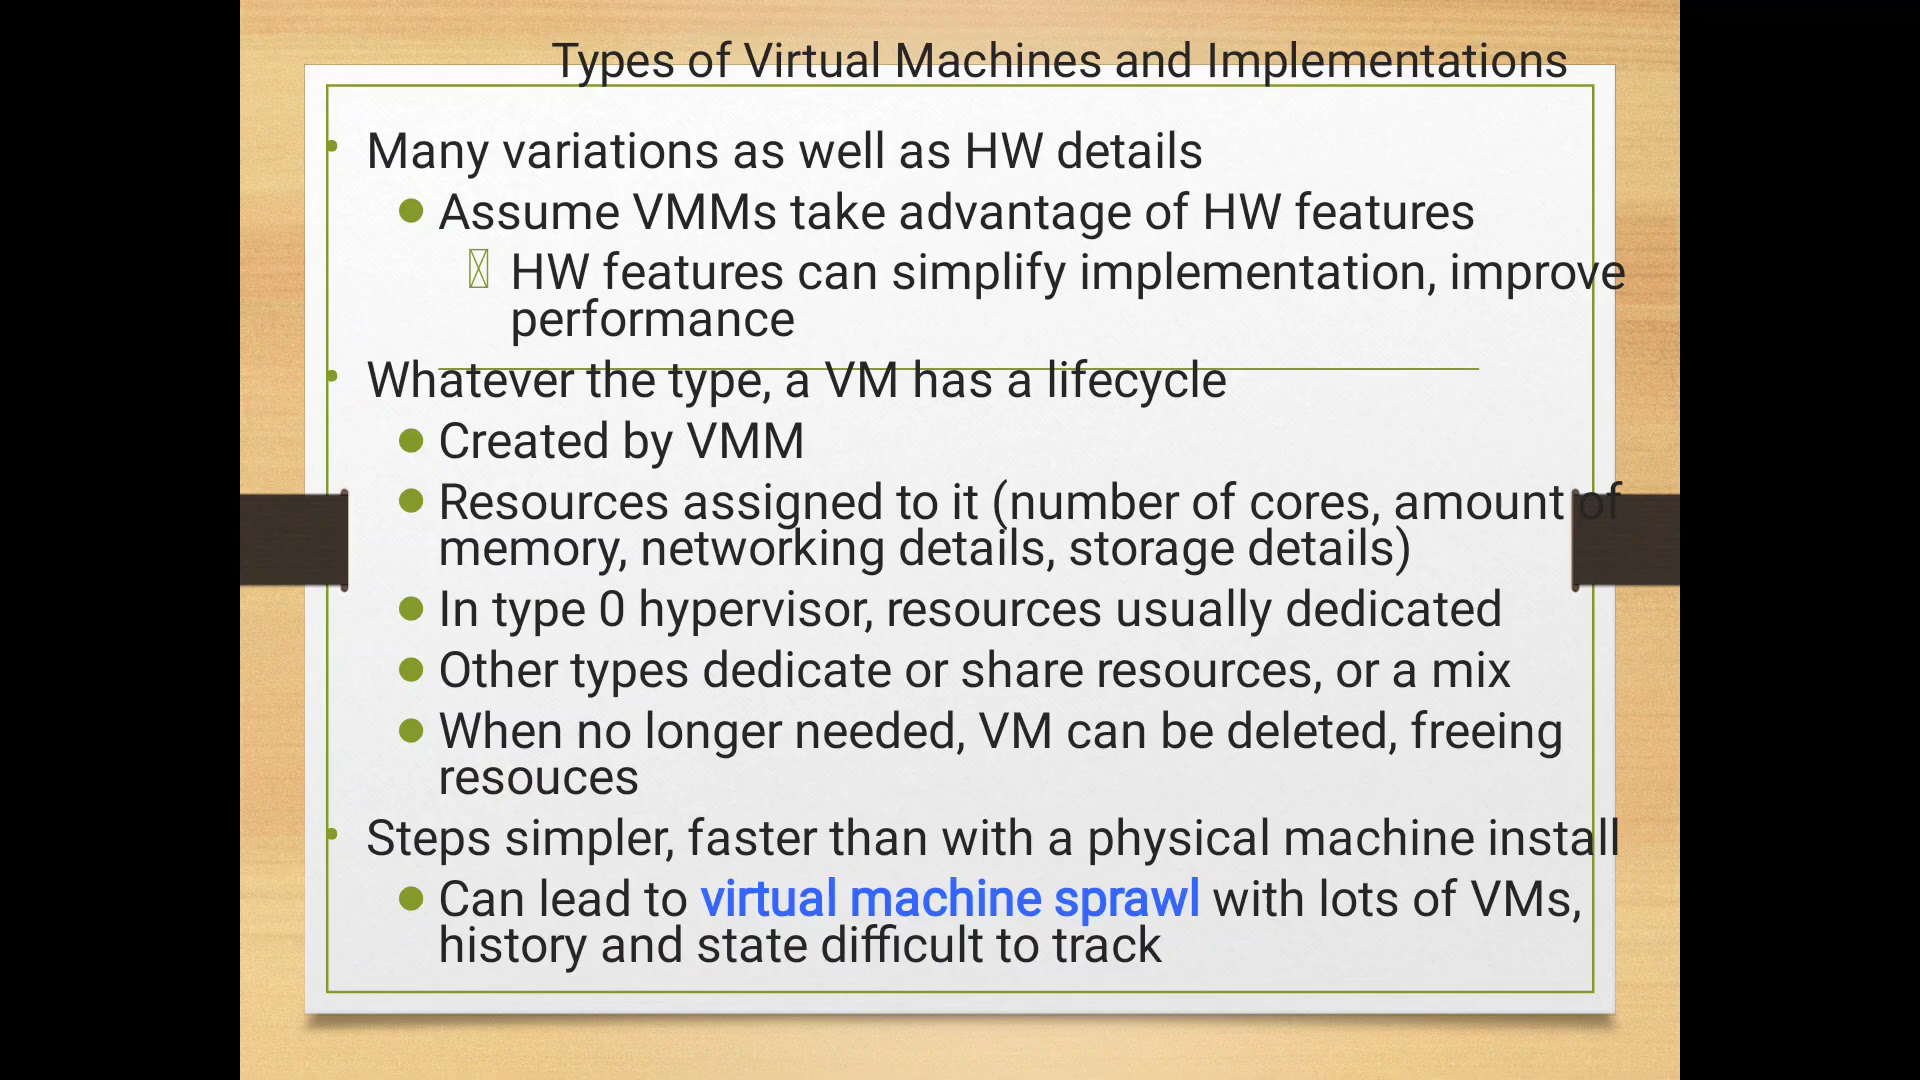 Types of Virtual Machines and Implementations
• Many variations as well as HW details
● Assume VMMs take advantage of HW features
HW features can simplify implementation, improve
performance
• Whatever the type, a VM has a lifecycle
● Created by VMM
● Resources assigned to it (number of cores, amount of
memory, networking details, storage details)
● In type 0 hypervisor, resources usually dedicated
● Other types dedicate or share resources, or a mix
● When no longer needed, VM can be deleted, freeing
resouces
• Steps simpler, faster than with a physical machine install
● Can lead to virtual machine sprawl with lots of VMs,
history and state difficult to track